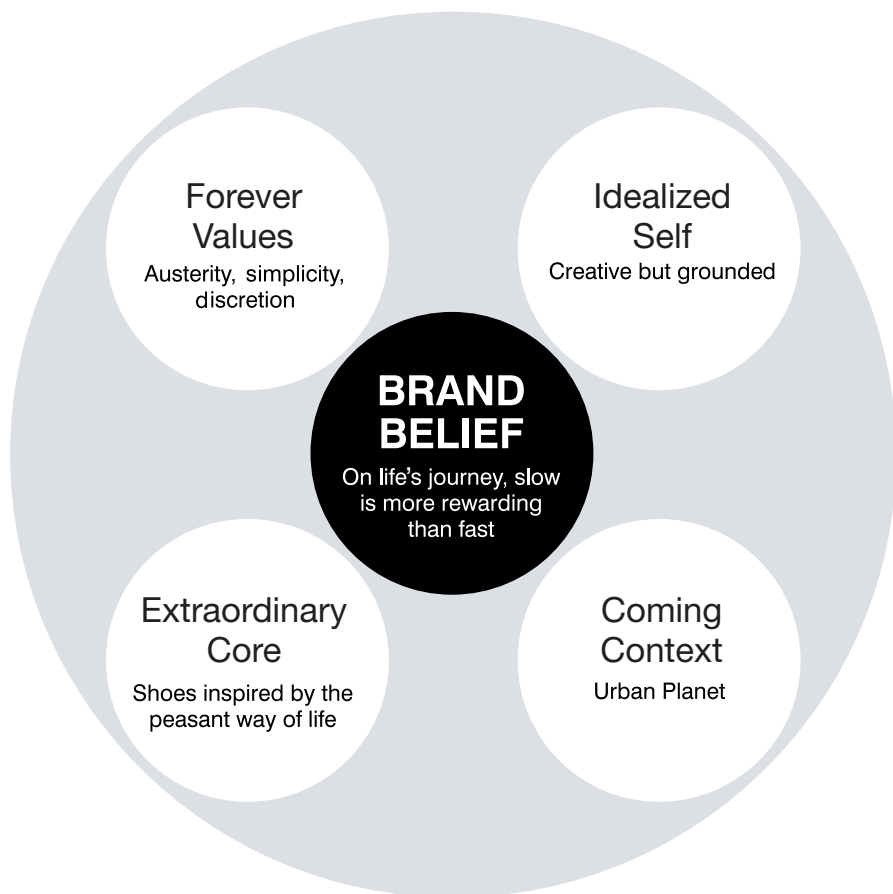 Forever
Values
Austerity, simplicity,
discretion
Idealized
Self
Creative but grounded
BRAND
BELIEF
On life’s journey, slow
is more rewarding
than fast
Extraordinary
Core
Shoes inspired by the
peasant way of life
Coming
Context
Urban Planet